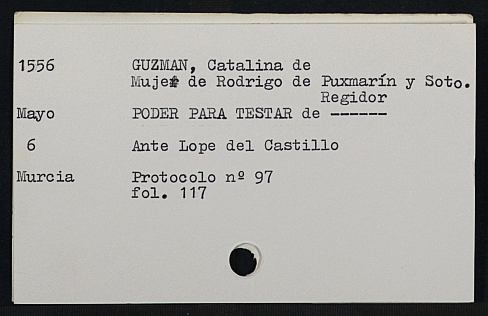 1556 GUZMAN, Catalina de
Mujer de Rodrigo de Puxmarín y Soto.
Regidor
Mayo PODER PARA TESTAR de ------
6 Ante Lope del Castillo
Murcia Protocolo nº 97
fol. 117